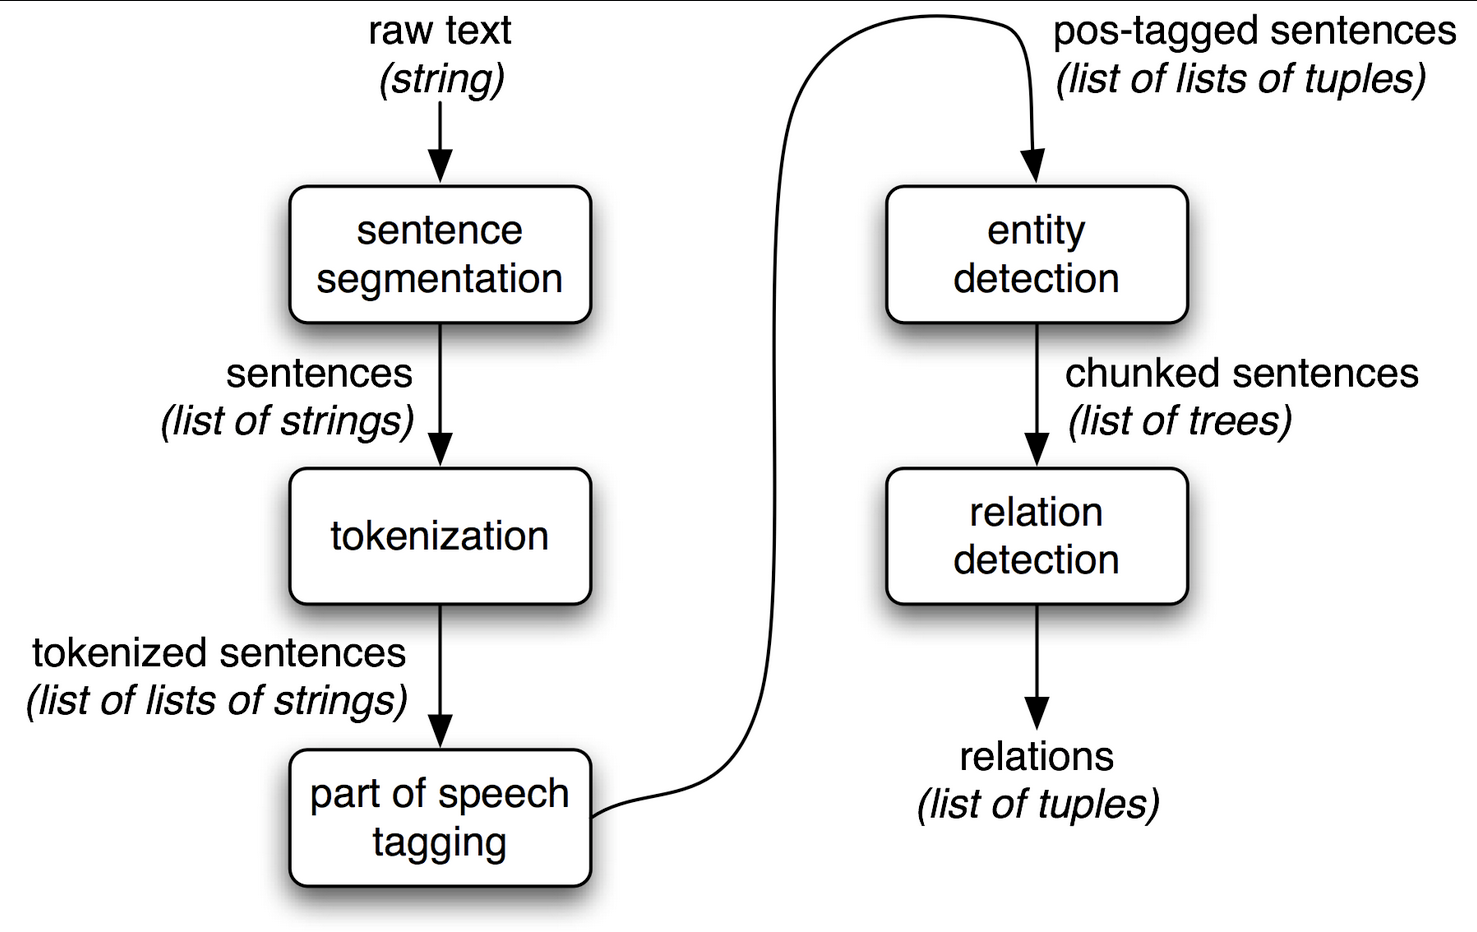 raw text
(string)
sentence
segmentation
sentences
(list of strings)
tokenization
tokenized sentences
(list of lists of strings)
part of speech
tagging
pos-tagged sentences
(list of lists of tuples)
entity
detection
chunked sentences
(list of trees)
relation
detection
relations
(list of tuples)